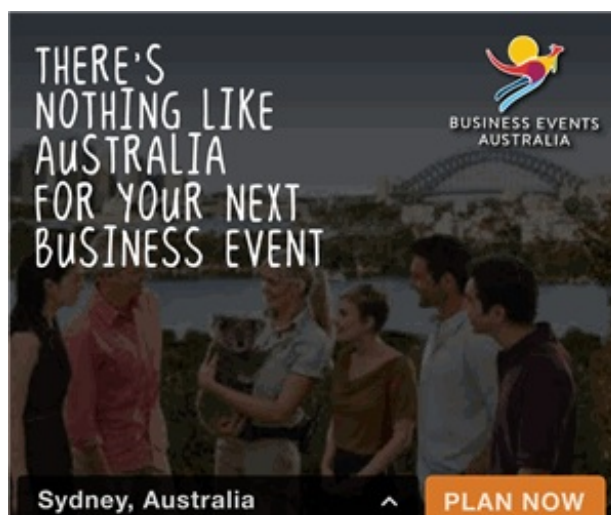 THERE'S
NOTHING LIKE
AUSTRALIA
FOR YOUR NEXT
BUSINESS EVENT
BUSINESS EVENTS
AUSTRALIA
Sydney, Australia
PLAN NOW